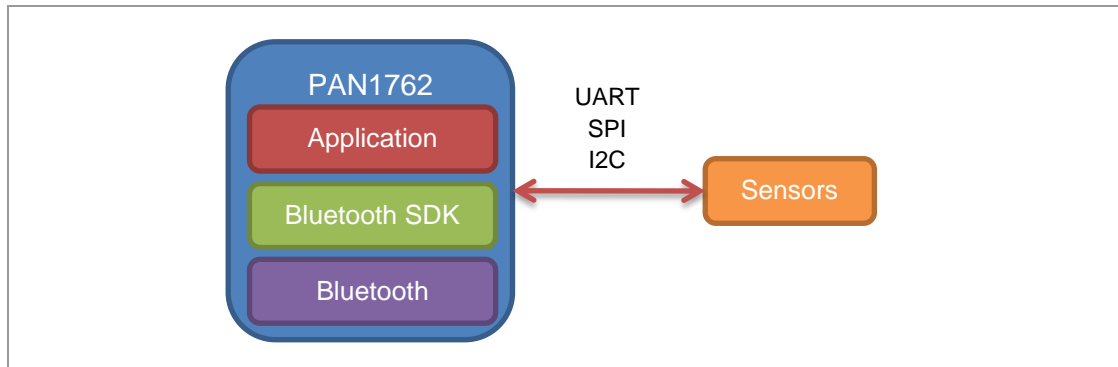 PAN1762
Application
Bluetooth SDK
Bluetooth
UART
SPI
I2C
Sensors